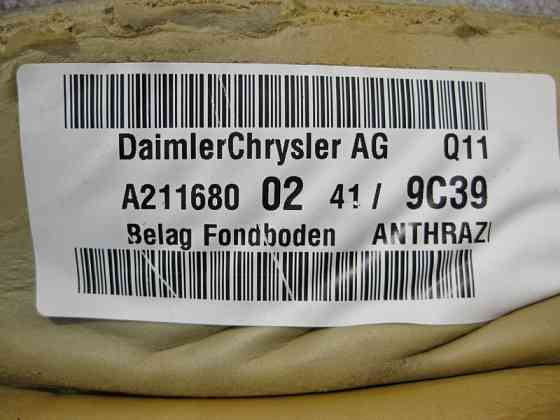 DaimlerChrysler AG Q11
A211680 02 41 / 9C39
Belag Fondboden ANTHRAZI